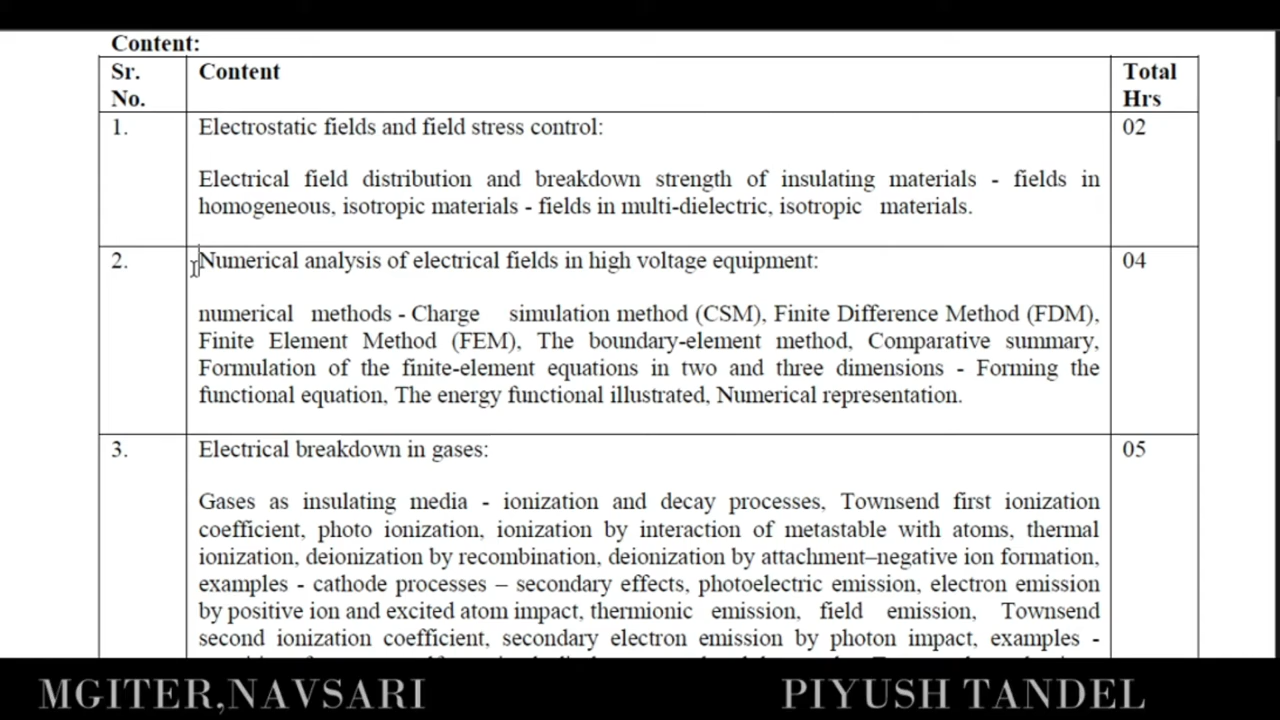 Content:
Sr. No. Content Total Hrs
1. Electrostatic fields and field stress control: 02
Electrical field distribution and breakdown strength of insulating materials - fields in
homogeneous, isotropic materials - fields in multi-dielectric, isotropic materials.
2. Numerical analysis of electrical fields in high voltage equipment: 04
numerical methods - Charge simulation method (CSM), Finite Difference Method (FDM),
Finite Element Method (FEM), The boundary-element method, Comparative summary,
Formulation of the finite-element equations in two and three dimensions - Forming the
functional equation, The energy functional illustrated, Numerical representation.
3. Electrical breakdown in gases: 05
Gases as insulating media - ionization and decay processes, Townsend first ionization
coefficient, photo ionization, ionization by interaction of metastable with atoms, thermal
ionization, deionization by recombination, deionization by attachment–negative ion formation,
examples - cathode processes – secondary effects, photoelectric emission, electron emission
by positive ion and excited atom impact, thermionic emission, field emission, Townsend
second ionization coefficient, secondary electron emission by photon impact, examples -
MGITER,NAVSARI PIYUSH TANDEL